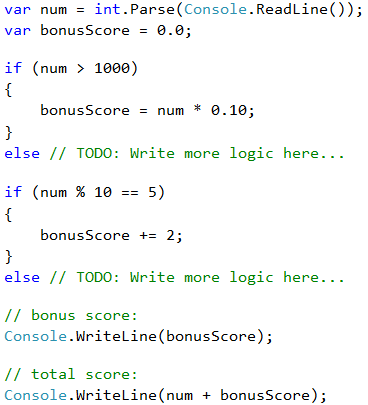 var num = int.Parse(Console.ReadLine());
var bonusScore = 0.0;
if (num > 1000)
{
bonusScore = num * 0.10;
}
else // TODO: Write more logic here...
if (num % 10 == 5)
{
bonusScore += 2;
}
else // TODO: Write more logic here...
// bonus score:
Console.WriteLine(bonusScore);
// total score:
Console.WriteLine(num + bonusScore);